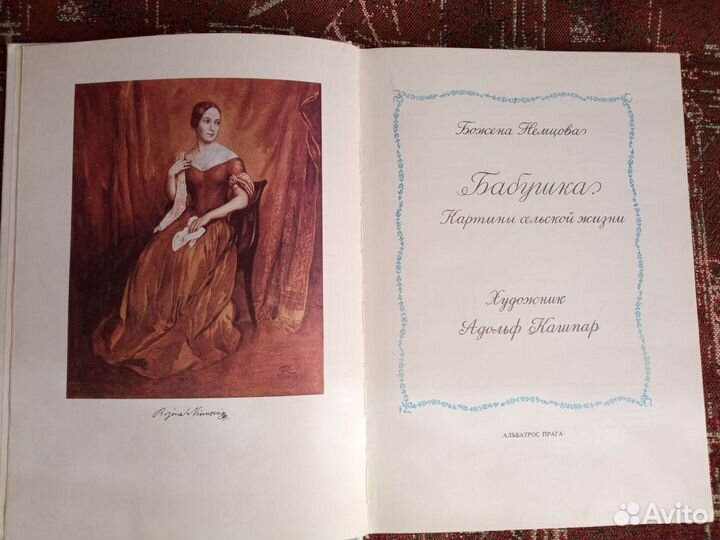 Божена Немцова
Бабушка
Картины сельской жизни
Художник
Адольф Кашпар
АЛЬБАТРОС ПРАГА
Avito